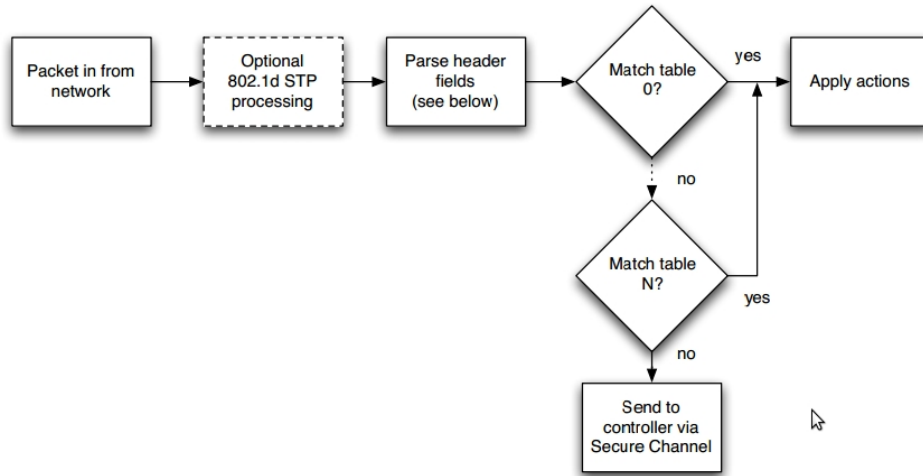 Packet in from
network
Optional
802.1d STP
processing
Parse header
fields
(see below)
Match table
0?
yes
Apply actions
no
Match table
N?
yes
no
Send to
controller via
Secure Channel